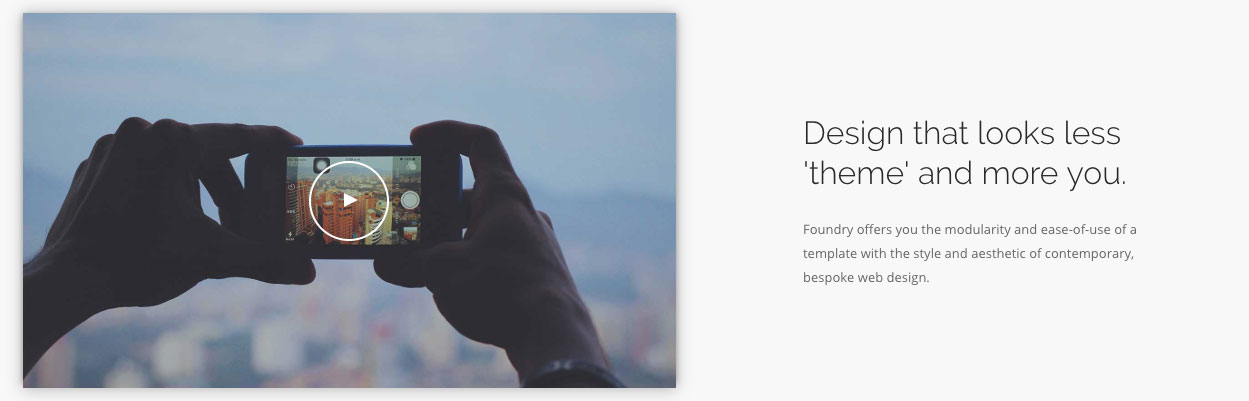 Design that looks less
'theme' and more you.
Foundry offers you the modularity and ease-of-use of a
template with the style and aesthetic of contemporary,
bespoke web design.